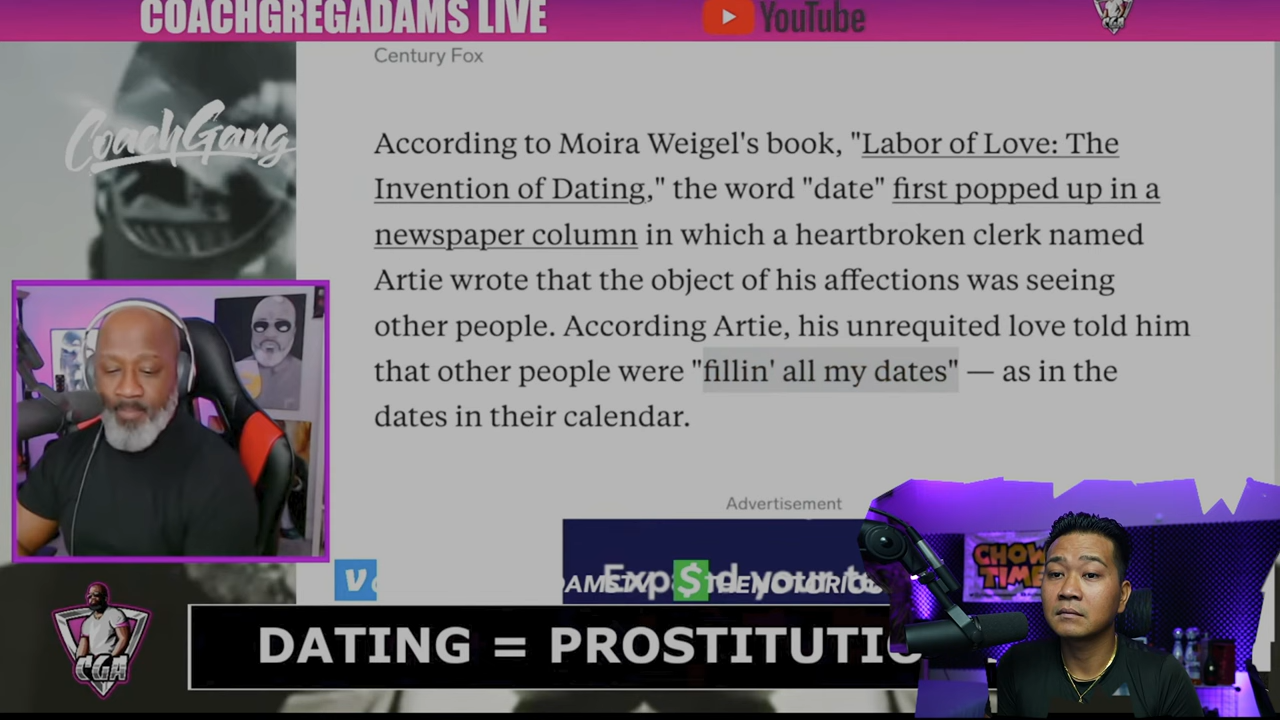 COACHGREGADAMS LIVE
YouTube
Century Fox
CoachGang
According to Moira Weigel's book, "Labor of Love: The
Invention of Dating," the word "date" first popped up in a
newspaper column in which a heartbroken clerk named
Artie wrote that the object of his affections was seeing
other people. According Artie, his unrequited love told him
that other people were "fillin' all my dates" — as in the
dates in their calendar.
Advertisement
CHOW
TIME
V
$
CGA
DATING = PROSTITUTIO